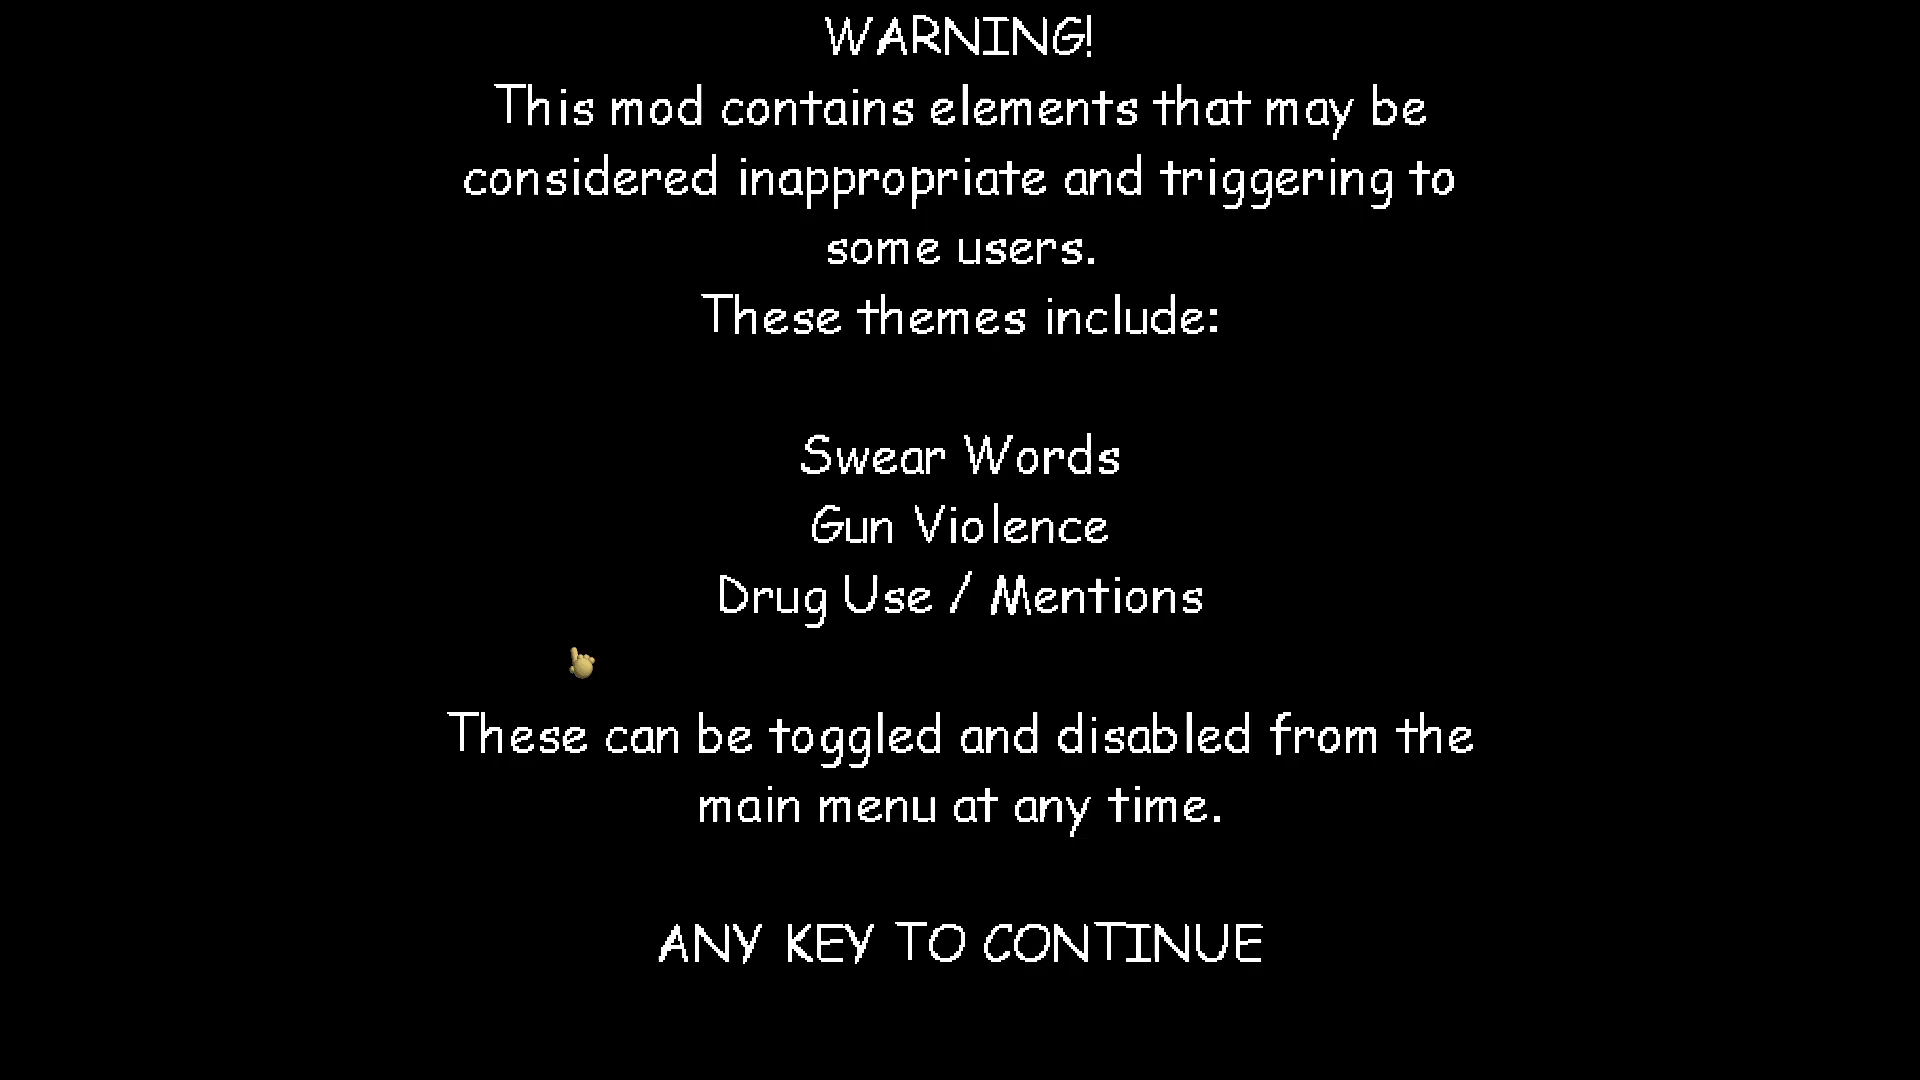 WARNING!
This mod contains elements that may be
considered inappropriate and triggering to
some users.
These themes include:
Swear Words
Gun Violence
Drug Use / Mentions
These can be toggled and disabled from the
main menu at any time.
ANY KEY TO CONTINUE